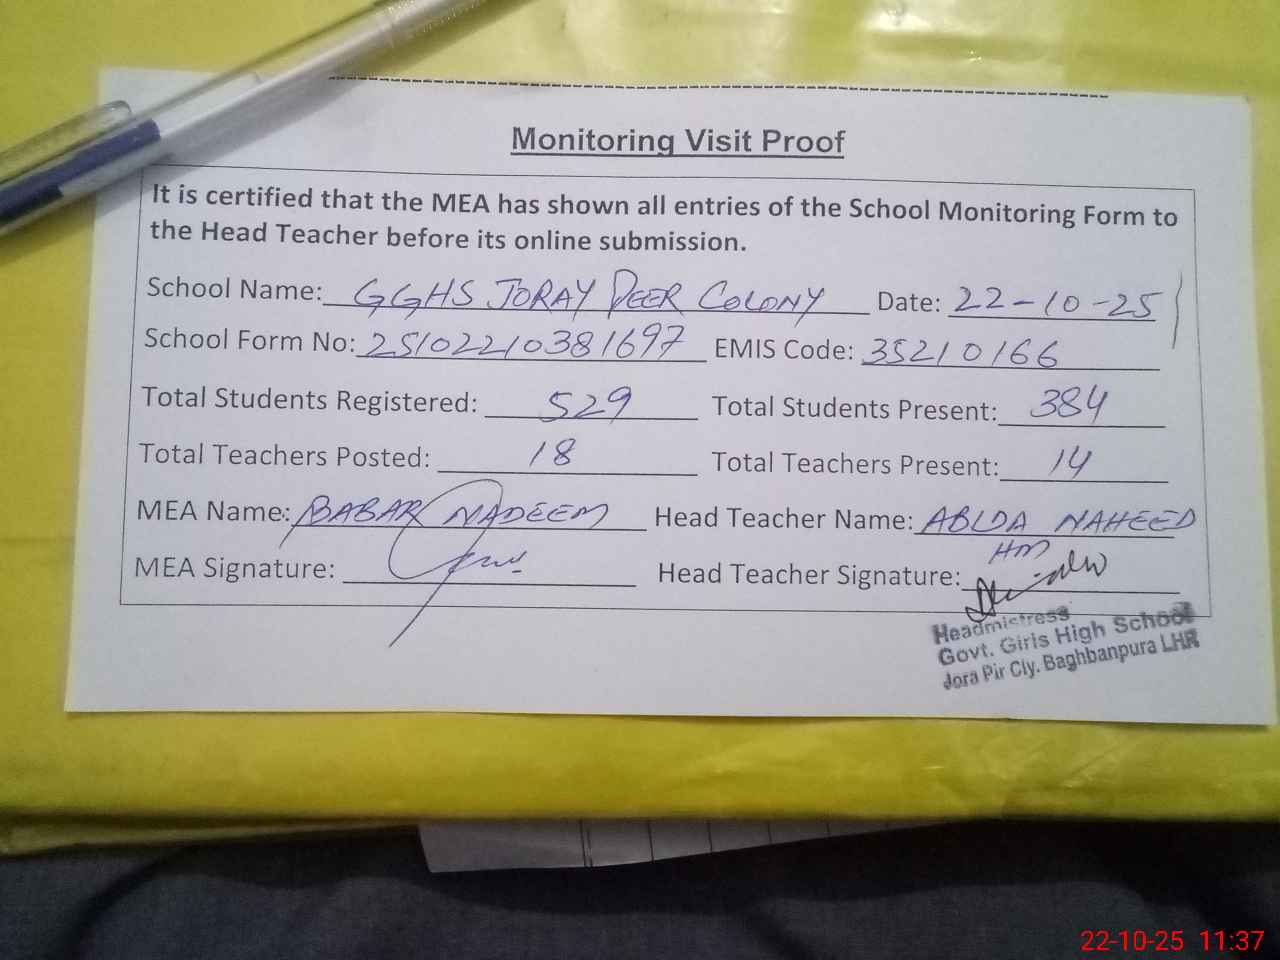 Monitoring Visit Proof
It is certified that the MEA has shown all entries of the School Monitoring Form to
the Head Teacher before its online submission.
School Name: GGHS JORAY PEER COLONY Date: 22-10-25
School Form No: 25102210381697 EMIS Code: 35210166
Total Students Registered: 529 Total Students Present: 384
Total Teachers Posted: 18 Total Teachers Present: 14
MEA Name: BABAR NADEEM Head Teacher Name: ABIDA NAHEED
HM
MEA Signature: Head Teacher Signature:
Headmistress
Govt. Girls High School
Jora Pir Cly. Baghbanpura LHR
22-10-25 11:37